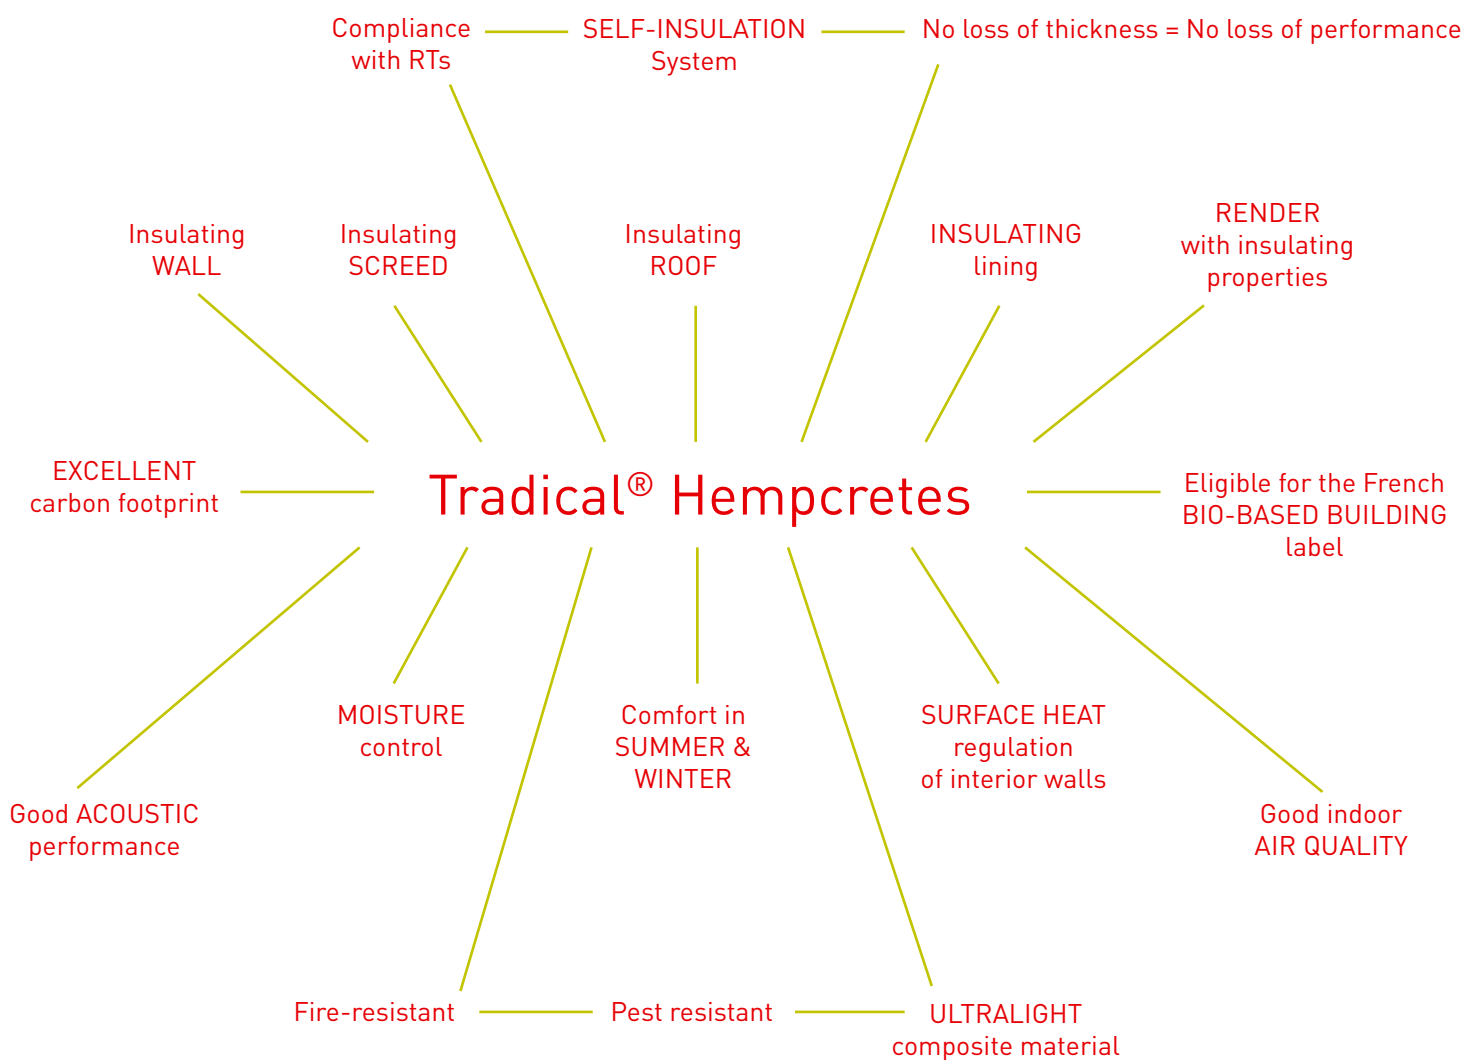 Compliance
with RTs
SELF-INSULATION
System
No loss of thickness = No loss of performance
Insulating
WALL
Insulating
SCREED
Insulating
ROOF
INSULATING
lining
RENDER
with insulating
properties
EXCELLENT
carbon footprint
Tradical® Hempcretes
Eligible for the French
BIO-BASED BUILDING
label
Good ACOUSTIC
performance
MOISTURE
control
Comfort in
SUMMER &
WINTER
SURFACE HEAT
regulation
of interior walls
Good indoor
AIR QUALITY
Fire-resistant
Pest resistant
ULTRALIGHT
composite material